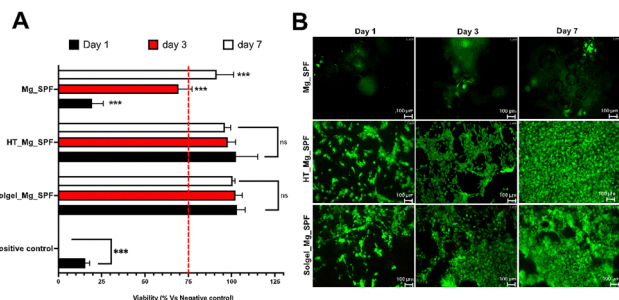 A
Day 1
day 3
day 7
Mg_SPF
***
***
***
HT_Mg_SPF
ns
Solgel_Mg_SPF
ns
ositive control
***
0
25
50
75
100
125
Viability (% Vs Negative control)
B
Day 1
Day 3
Day 7
Mg_SPF
100 µm
100 µm
100 µm
HT_Mg_SPF
100 µm
100 µm
100 µm
Solgel_Mg_SPF
100 µm
100 µm
100 µm